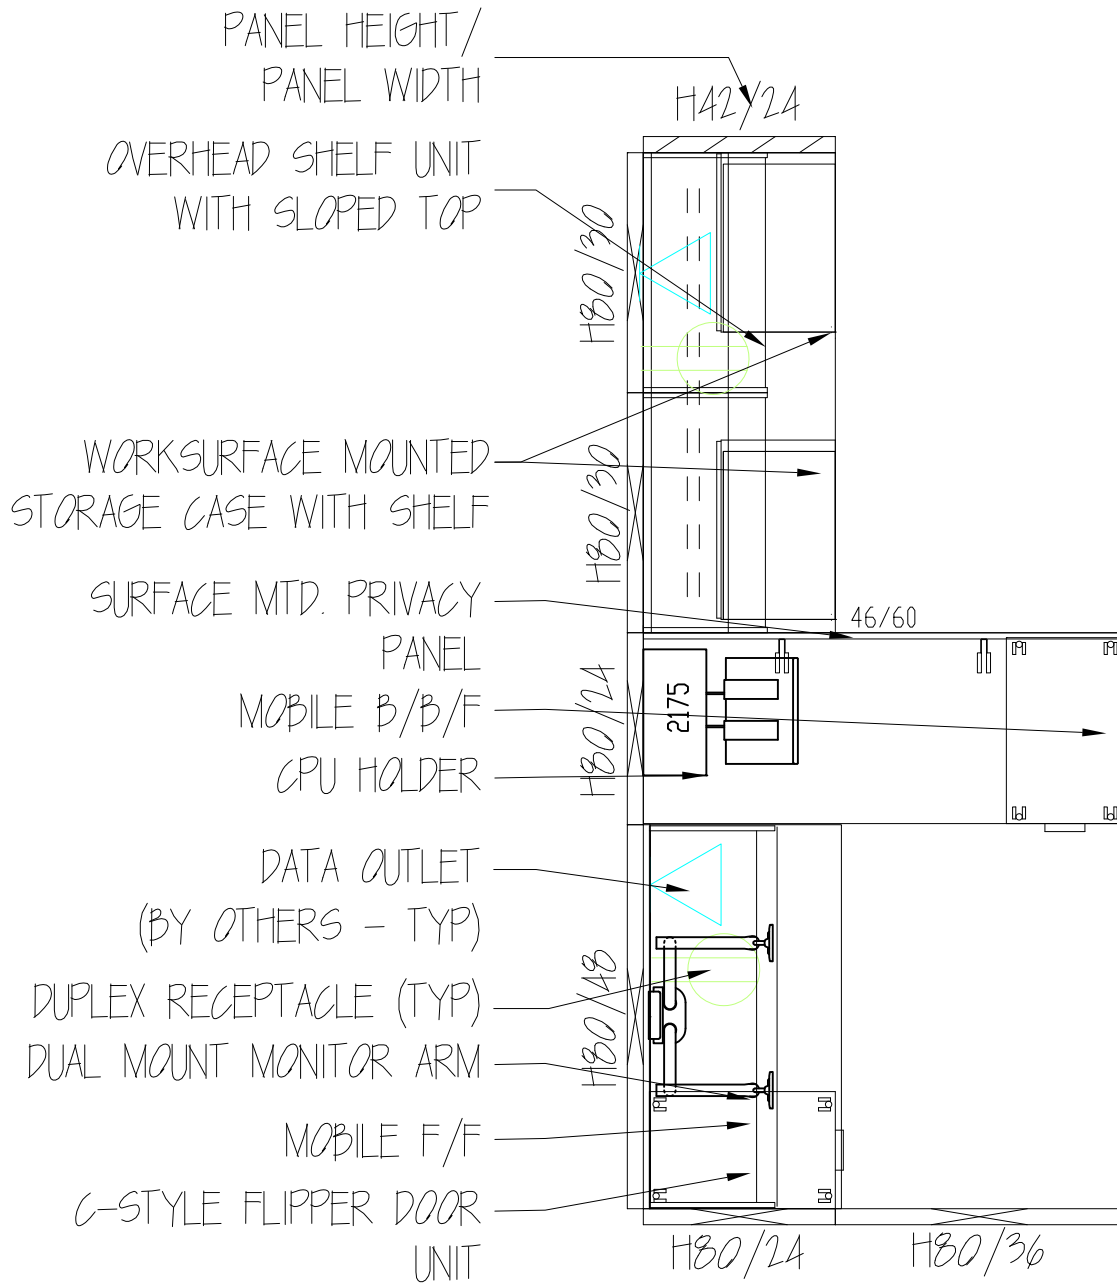 PANEL HEIGHT/
PANEL WIDTH
H42/24
OVERHEAD SHELF UNIT
WITH SLOPED TOP
H80/30
WORKSURFACE MOUNTED
STORAGE CASE WITH SHELF
H80/30
SURFACE MTD. PRIVACY
PANEL
46/60
MOBILE B/B/F
2175
H80/24
CPU HOLDER
DATA OUTLET
(BY OTHERS - TYP)
H80/48
DUPLEX RECEPTACLE (TYP)
DUAL MOUNT MONITOR ARM
MOBILE F/F
C-STYLE FLIPPER DOOR
UNIT
H80/24
H80/36